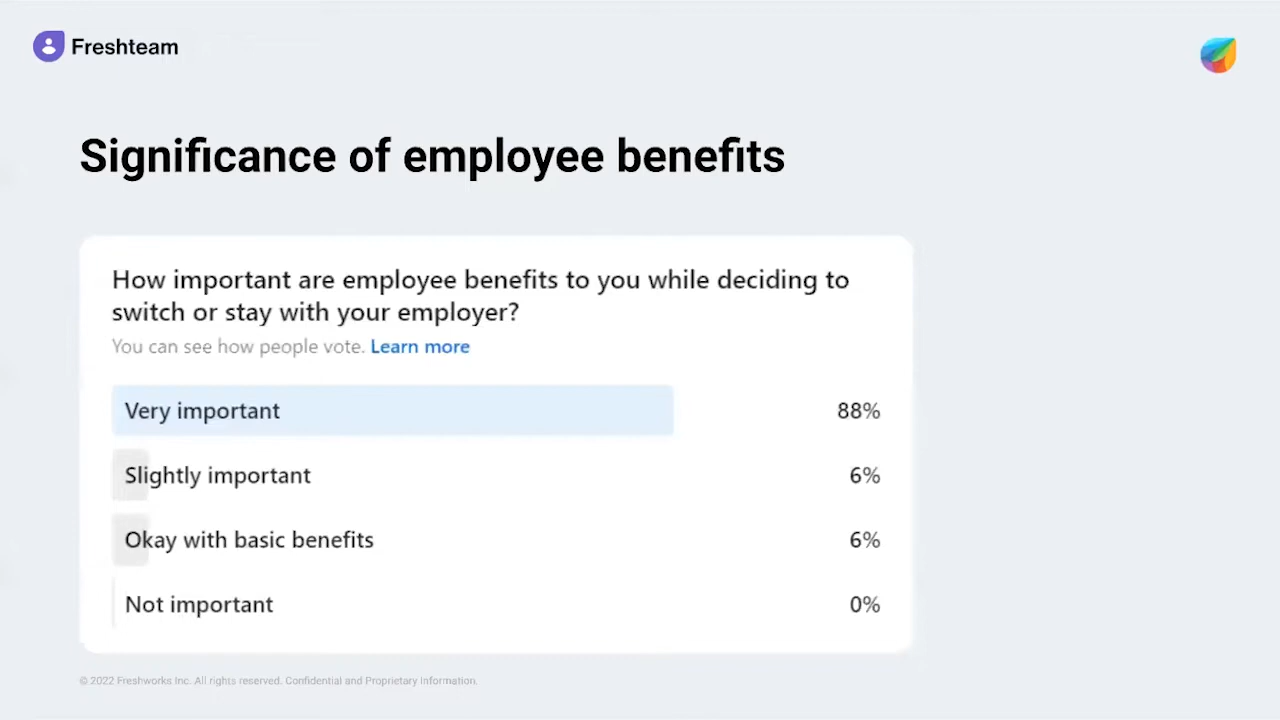 Freshteam
Significance of employee benefits
How important are employee benefits to you while deciding to
switch or stay with your employer?
You can see how people vote. Learn more
Very important 88%
Slightly important 6%
Okay with basic benefits 6%
Not important 0%
© 2022 Freshworks Inc. All rights reserved. Confidential and Proprietary Information.